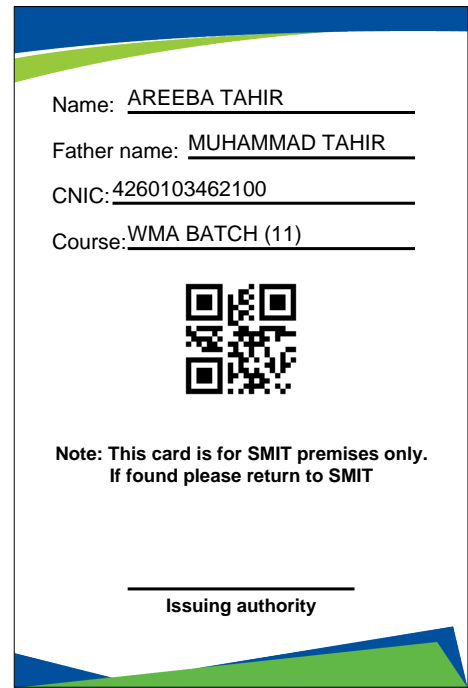 Name: AREEBA TAHIR
Father name: MUHAMMAD TAHIR
CNIC: 4260103462100
Course: WMA BATCH (11)
Note: This card is for SMIT premises only.
If found please return to SMIT
Issuing authority